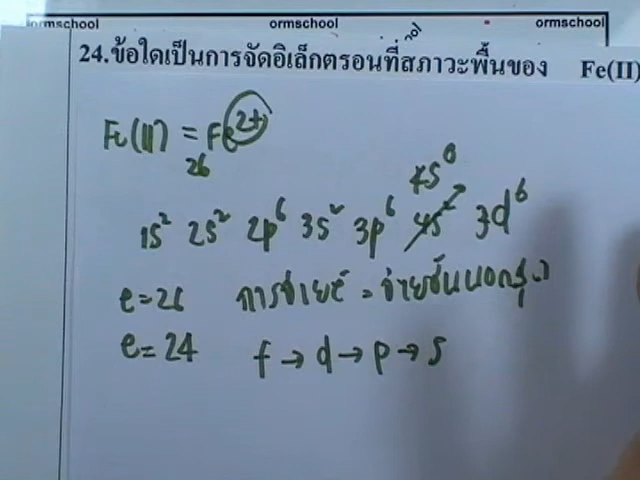 ormschool ormschool ormschool
24.ข้อใดเป็นการจัดอิเล็กตรอนที่สภาวะพื้นของ Fe(II)
Fe(II) = Fe2+
26
4s0
1s2 2s2 2p6 3s2 3p6 4s2 3d6
e=26 การจ่ายe = จ่ายชั้นนอกสุด
e=24 f→d→p→s